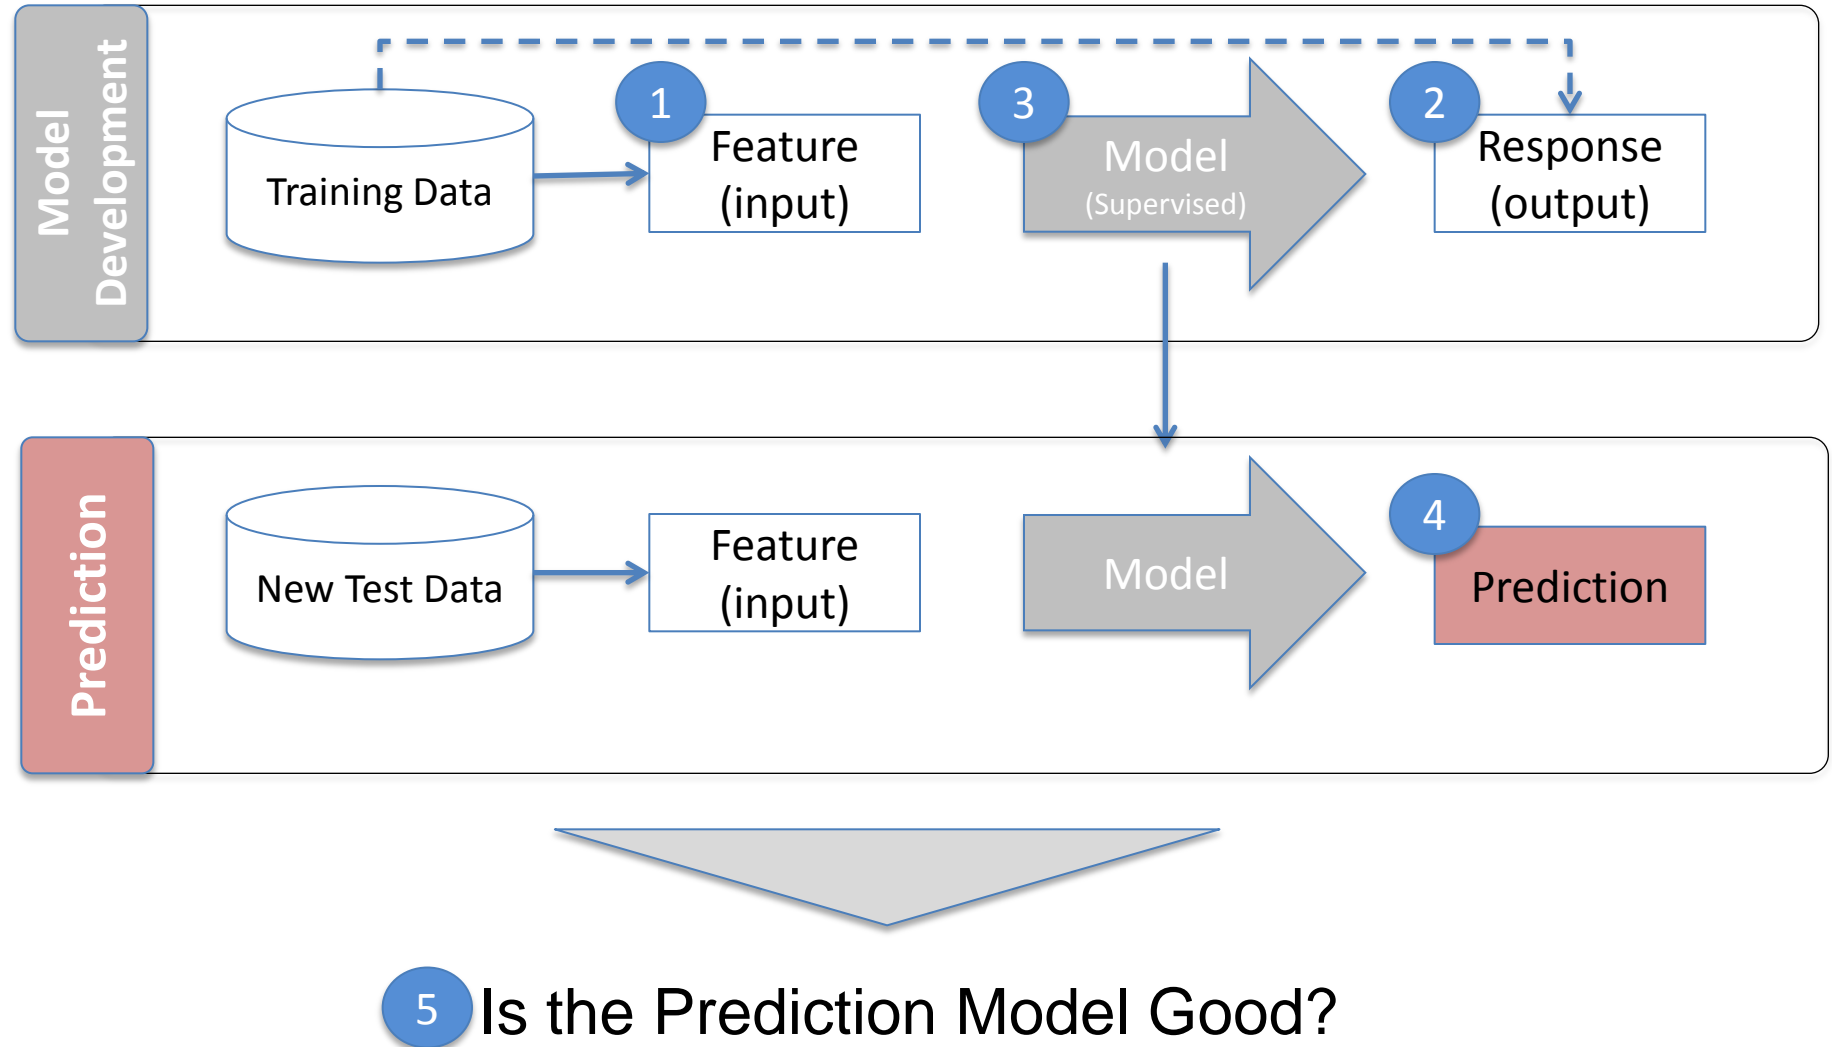 Model
Development
Training Data
1
Feature
(input)
3
Model
(Supervised)
2
Response
(output)
Prediction
New Test Data
Feature
(input)
Model
4
Prediction
5
Is the Prediction Model Good?